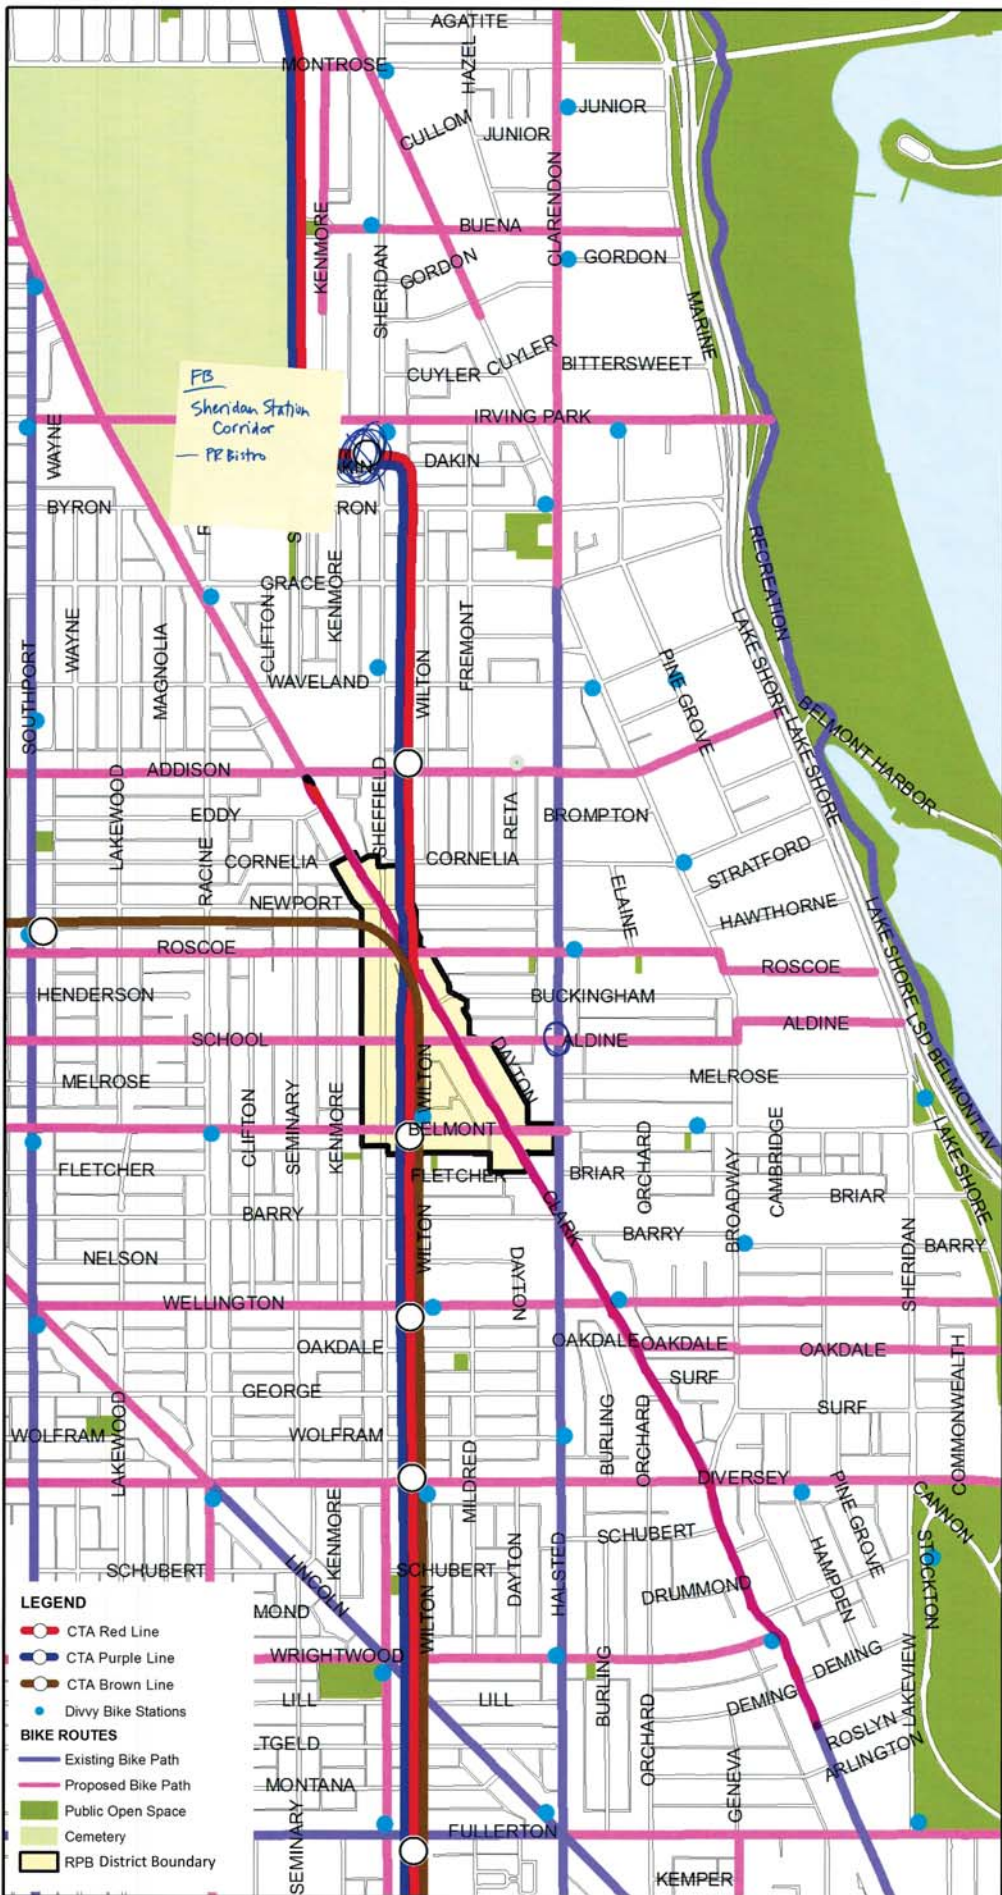 AGATITE
HAZEL
MONTROSE
JUNIOR
CULLOM
JUNIOR
CLARENDON
KENMORE
BUENA
SHERIDAN
GORDON
GORDON
MARINE
CUYLER
BITTERSWEET
CUYLER
FB
Sheridan Station
Corridor
— PR Bistro
IRVING PARK
WAYNE
DAKIN
BYRON
RON
RECREATION
GRACE
KENMORE
CLIFTON
FREMONT
WAYNE
MAGNOLIA
LAKE SHORE
PINE GROVE
WAVELAND
WILTON
SOUTHPORT
BELMONT HARBOR
LAKE SHORE
ADDISON
SHEFFIELD
LAKEWOOD
EDDY
RETA
BROMPTON
CORNELIA
CORNELIA
STRATFORD
RACINE
ELAINE
NEWPORT
HAWTHORNE
LAKE SHORE
ROSCOE
ROSCOE
HENDERSON
BUCKINGHAM
ALDINE
SCHOOL
ALDINE
LSD BELMONT AV
DAYTON
WILTON
MELROSE
MELROSE
CLIFTON
SEMINARY
KENMORE
BELMONT
ORCHARD
CAMBRIDGE
LAKE SHORE
FLETCHER
FLETCHER
BRIAR
BROADWAY
BRIAR
BARRY
CLARK
BARRY
BARRY
NELSON
WILTON
DAYTON
SHERIDAN
WELLINGTON
OAKDALE
OAKDALE
OAKDALE
OAKDALE
SURF
GEORGE
SURF
COMMONWEALTH
WOLFRAM
LAKEWOOD
WOLFRAM
BURLING
ORCHARD
MILDRED
DIVERSEY
PINE GROVE
CANNON
KENMORE
SCHUBERT
SCHUBERT
SCHUBERT
DAYTON
HALSTED
HAMPDEN
STOCKTON
LINCOLN
DRUMMOND
MOND
WILTON
WRIGHTWOOD
DEMING
LAKEVIEW
LILL
LILL
BURLING
DEMING
ORCHARD
ROSLYN
LTGELD
ARLINGTON
MONTANA
GENEVA
SEMINARY
FULLERTON
KEMPER
LEGEND
CTA Red Line
CTA Purple Line
CTA Brown Line
Divvy Bike Stations
BIKE ROUTES
Existing Bike Path
Proposed Bike Path
Public Open Space
Cemetery
RPB District Boundary